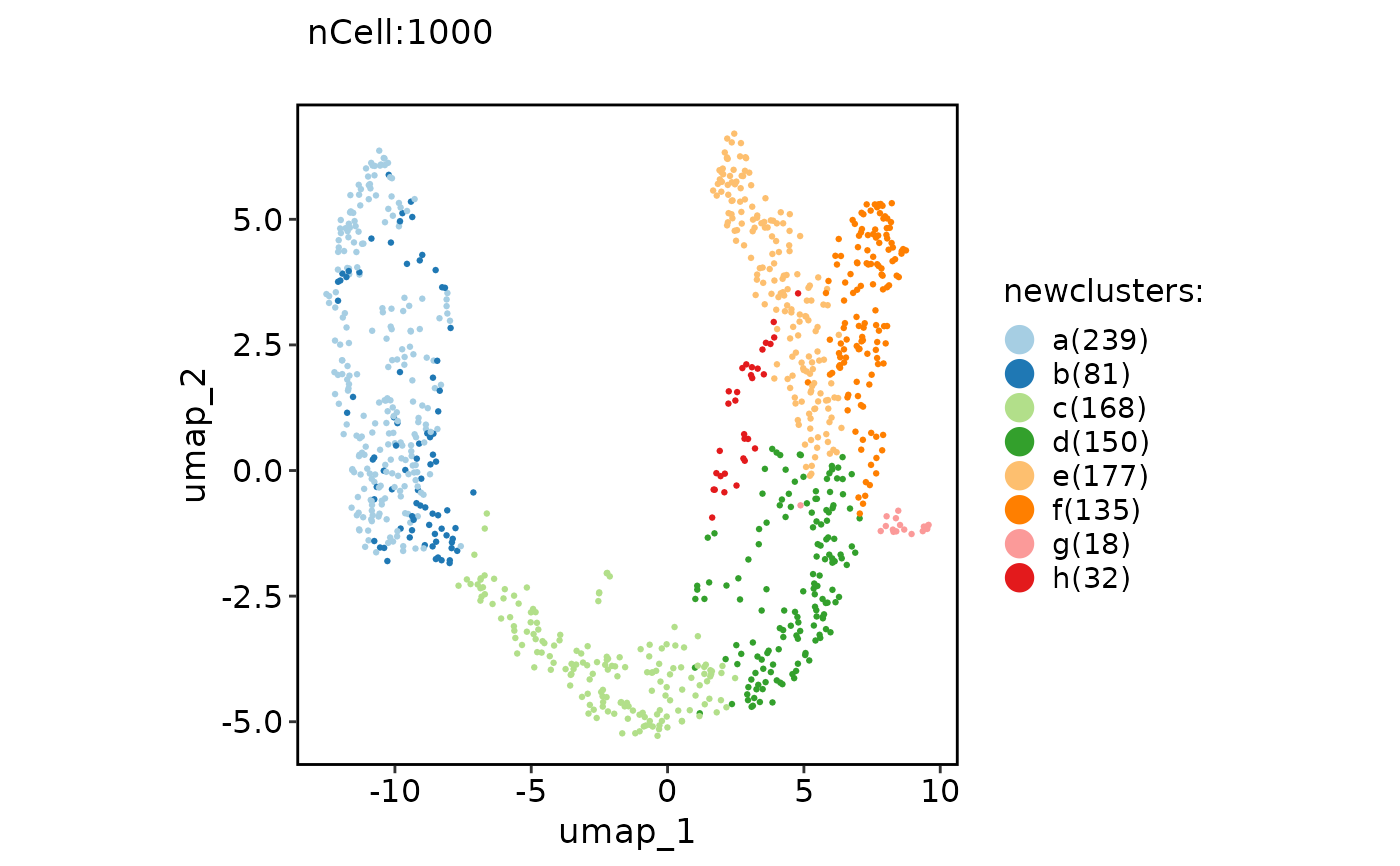 nCell:1000
umap_2
5.0
2.5
0.0
-2.5
-5.0
-10
-5
0
5
10
umap_1
newclusters:
a(239)
b(81)
c(168)
d(150)
e(177)
f(135)
g(18)
h(32)